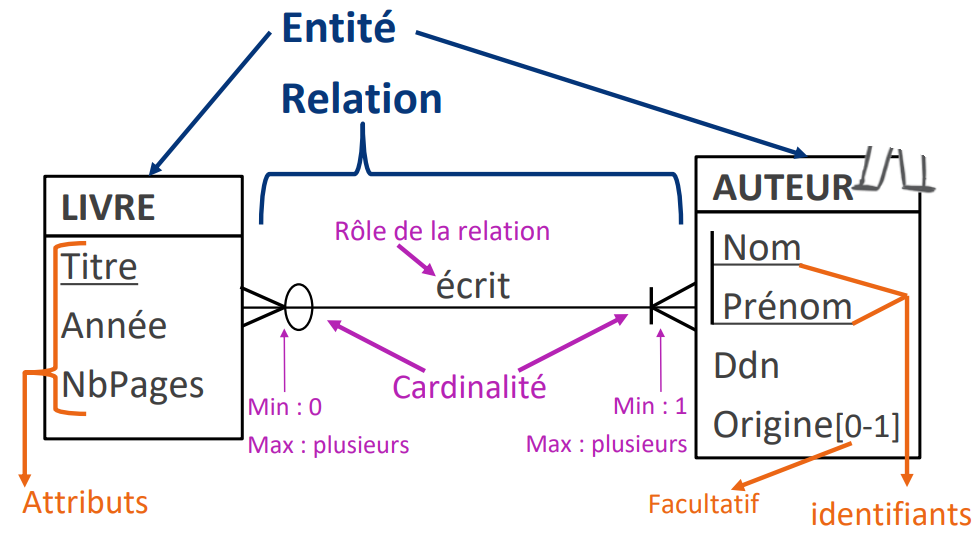 Entité
Relation
LIVRE
Titre
Année
NbPages
Attributs
Rôle de la relation
écrit
Cardinalité
Min : 0
Max : plusieurs
Min : 1
Max : plusieurs
AUTEUR
Nom
Prénom
Ddn
Origine[0-1]
Facultatif
identifiants